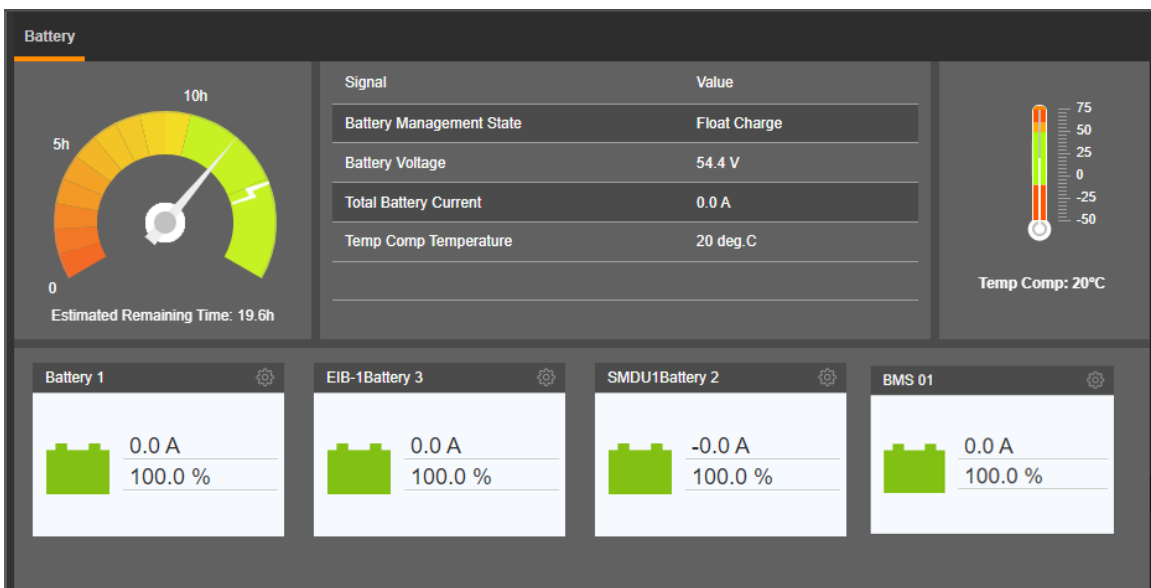 Battery
10h
5h
0
Estimated Remaining Time: 19.6h
Signal Value
Battery Management State Float Charge
Battery Voltage 54.4 V
Total Battery Current 0.0 A
Temp Comp Temperature 20 deg.C
75
50
25
0
-25
-50
Temp Comp: 20°C
Battery 1
0.0 A
100.0 %
EIB-1Battery 3
0.0 A
100.0 %
SMDU1Battery 2
-0.0 A
100.0 %
BMS 01
0.0 A
100.0 %